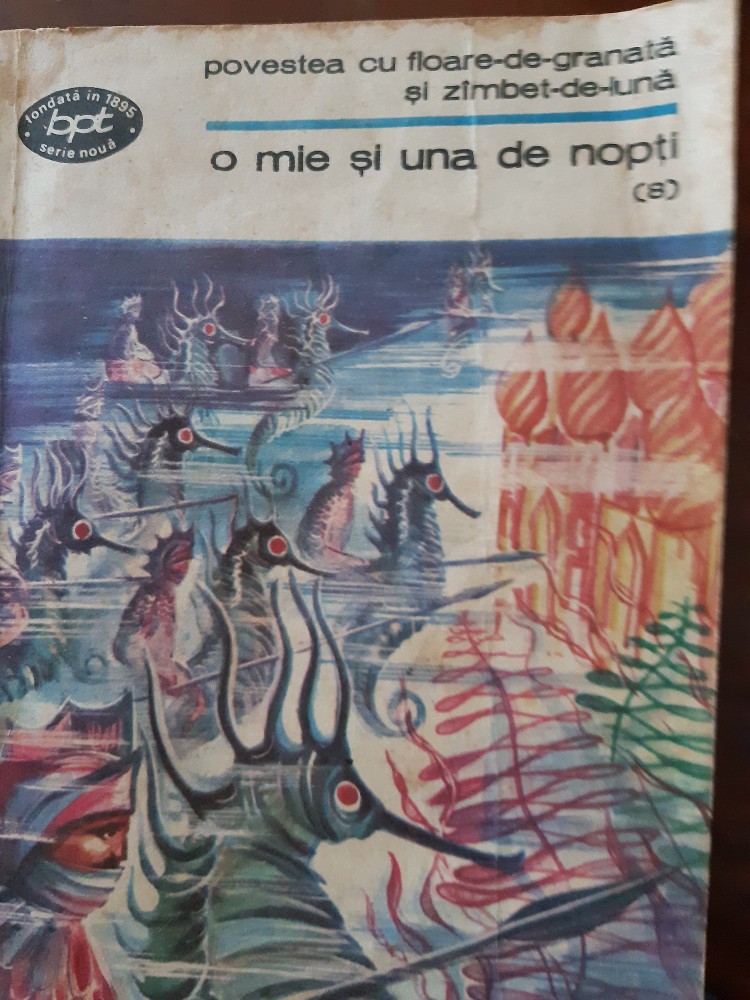 povestea cu floare-de-granată
și zîmbet-de-lună
fondată în 1895
bpt
serie nouă
o mie și una de nopți
(8)